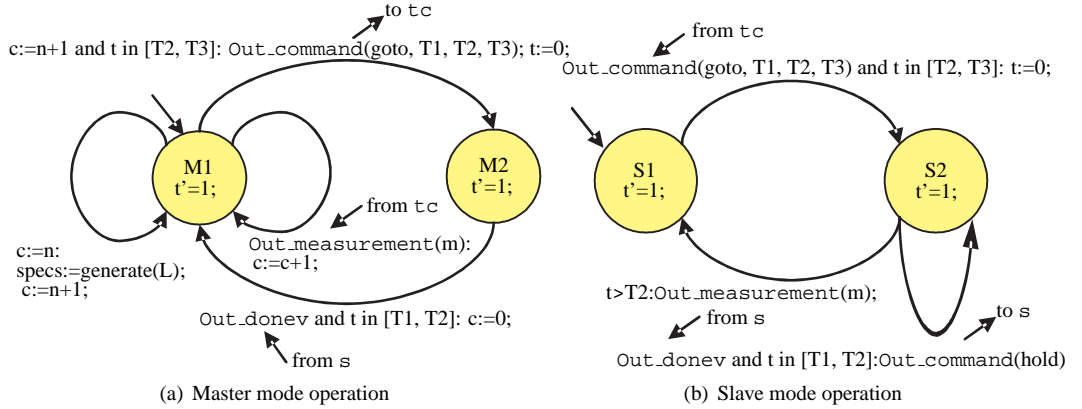 to tc
c:=n+1 and t in [T2, T3]: Out_command(goto, T1, T2, T3); t:=0;
M1
t'=1;
M2
t'=1;
from tc
Out_measurement(m):
c:=c+1;
c:=n:
specs:=generate(L);
c:=n+1;
Out_donev and t in [T1, T2]: c:=0;
from s
(a) Master mode operation
from tc
Out_command(goto, T1, T2, T3) and t in [T2, T3]: t:=0;
S1
t'=1;
S2
t'=1;
t>T2:Out_measurement(m);
from s
to s
Out_donev and t in [T1, T2]:Out_command(hold)
(b) Slave mode operation